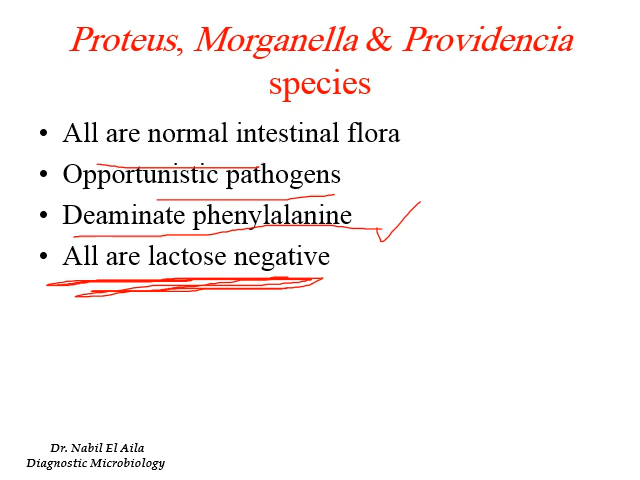 Proteus, Morganella & Providencia
species
• All are normal intestinal flora
• Opportunistic pathogens
• Deaminate phenylalanine
• All are lactose negative
Dr. Nabil El Aila
Diagnostic Microbiology